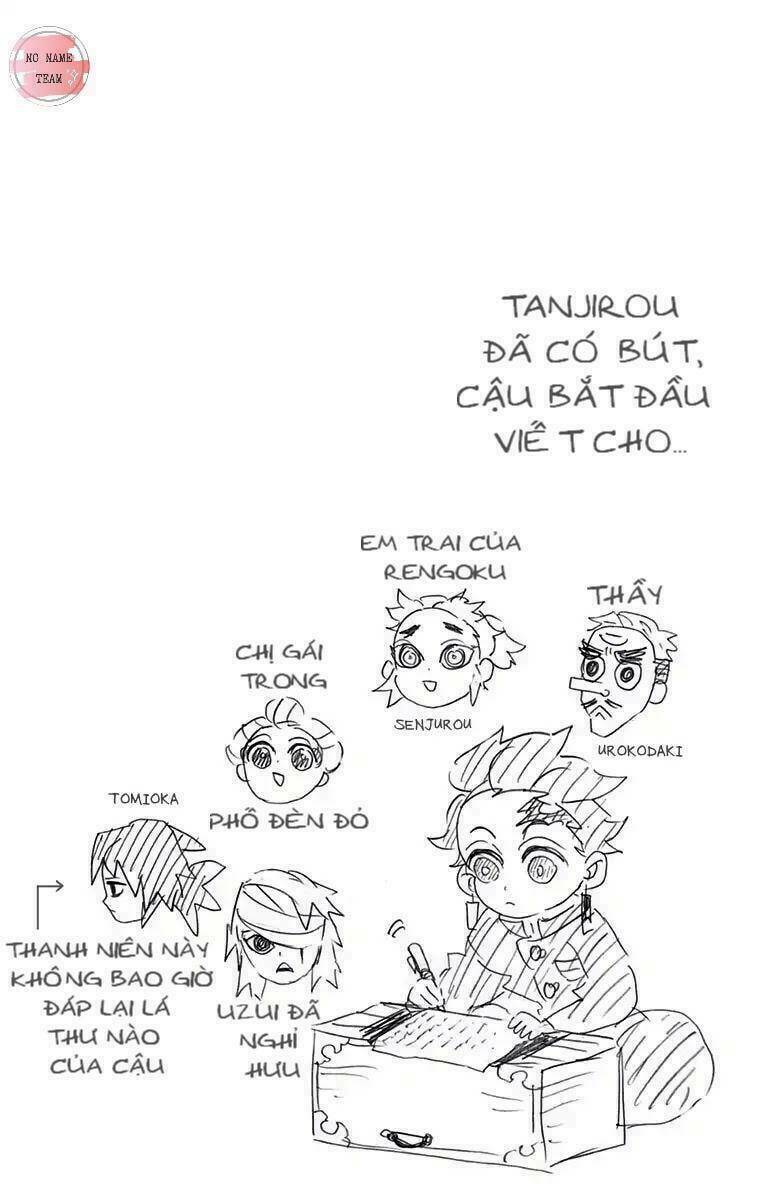 NO NAME
TEAM
TANJIROU
ĐÃ CÓ BÚT,
CẬU BẮT ĐẦU
VIẾT CHO...
EM TRAI CỦA
RENGOKU
SENJUROU
THẦY
UROKODAKI
CHỊ GÁI
TRONG
PHỐ ĐÈN ĐỎ
TOMIOKA
THANH NIÊN NÀY
KHÔNG BAO GIỜ
ĐÁP LẠI LÁ
THƯ NÀO
CỦA CẬU
UZUI ĐÃ
NGHỈ
HƯU